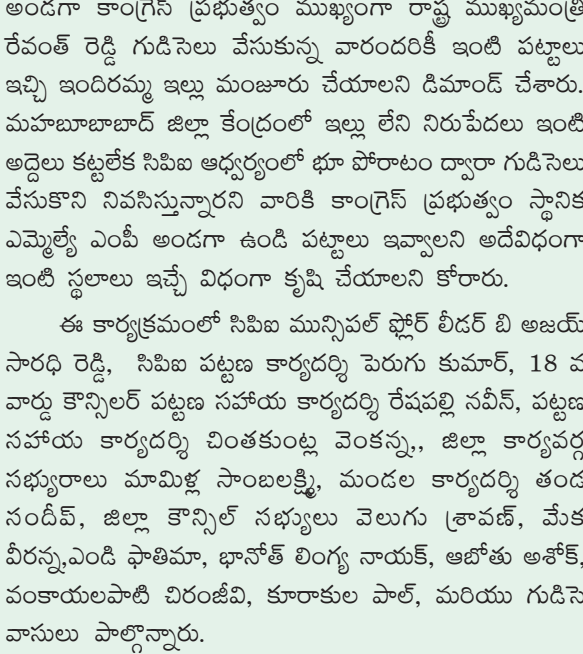 అండగా కాంగ్రెస్ ప్రభుత్వం ముఖ్యంగా రాష్ట్ర ముఖ్యమంత్రి
రేవంత్ రెడ్డి గుడిసెలు వేసుకున్న వారందరికీ ఇంటి పట్టాలు
ఇచ్చి ఇందిరమ్మ ఇల్లు మంజూరు చేయాలని డిమాండ్ చేశారు.
మహబూబాబాద్ జిల్లా కేంద్రంలో ఇల్లు లేని నిరుపేదలు ఇంటి
అద్దెలు కట్టలేక సిపిఐ ఆధ్వర్యంలో భూ పోరాటం ద్వారా గుడిసెలు
వేసుకొని నివసిస్తున్నారని వారికి కాంగ్రెస్ ప్రభుత్వం స్థానిక
ఎమ్మెల్యే ఎంపీ అండగా ఉండి పట్టాలు ఇవ్వాలని అదేవిధంగా
ఇంటి స్థలాలు ఇచ్చే విధంగా కృషి చేయాలని కోరారు.
ఈ కార్యక్రమంలో సిపిఐ మున్సిపల్ ఫ్లోర్ లీడర్ బి అజయ్
సారధి రెడ్డి, సిపిఐ పట్టణ కార్యదర్శి పెరుగు కుమార్, 18 వ
వార్డు కౌన్సిలర్ పట్టణ సహాయ కార్యదర్శి రేషపల్లి నవీన్, పట్టణ
సహాయ కార్యదర్శి చింతకుంట్ల వెంకన్న,, జిల్లా కార్యవర్గ
సభ్యురాలు మామిళ్ల సాంబలక్ష్మి, మండల కార్యదర్శి తండ
సందీప్, జిల్లా కౌన్సిల్ సభ్యులు వెలుగు శ్రావణ్, మేక
వీరన్న,ఎండి ఫాతిమా, భానోత్ లింగ్య నాయక్, ఆబోతు అశోక్,
వంకాయలపాటి చిరంజీవి, కూరాకుల పాల్, మరియు గుడిసె
వాసులు పాల్గొన్నారు.